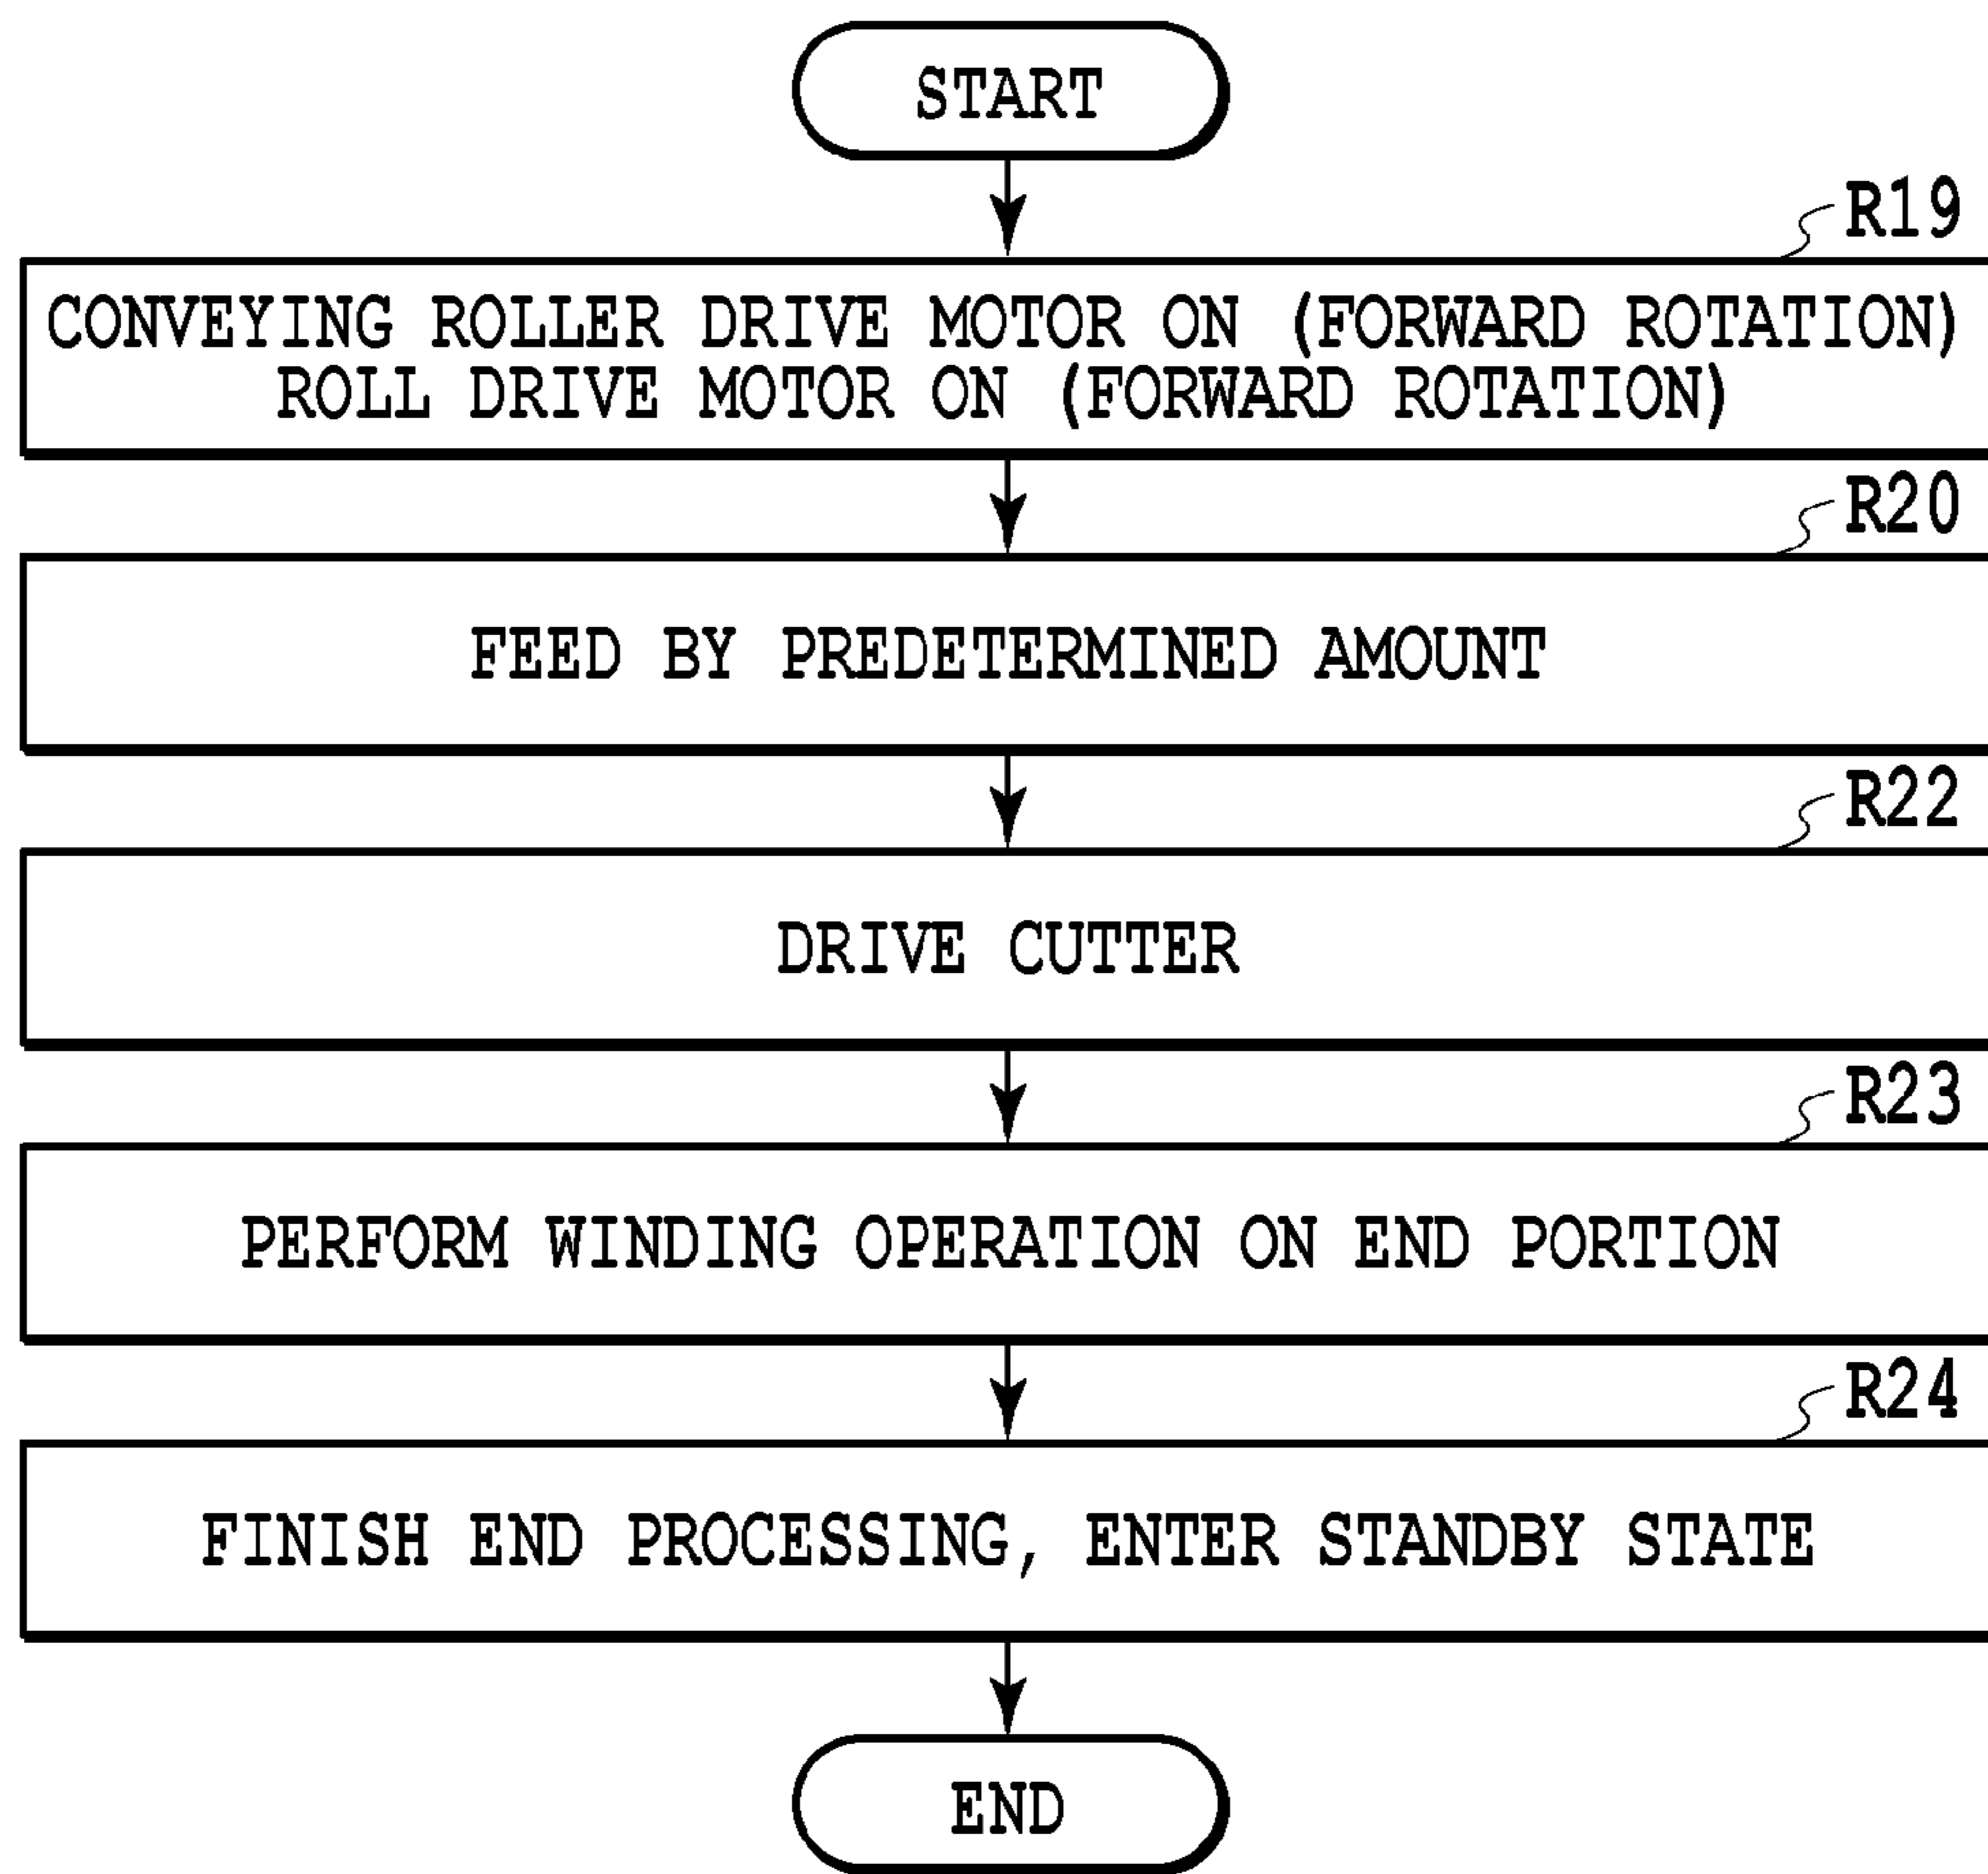 START
R19
CONVEYING ROLLER DRIVE MOTOR ON (FORWARD ROTATION)
ROLL DRIVE MOTOR ON (FORWARD ROTATION)
R20
FEED BY PREDETERMINED AMOUNT
R22
DRIVE CUTTER
R23
PERFORM WINDING OPERATION ON END PORTION
R24
FINISH END PROCESSING, ENTER STANDBY STATE
END